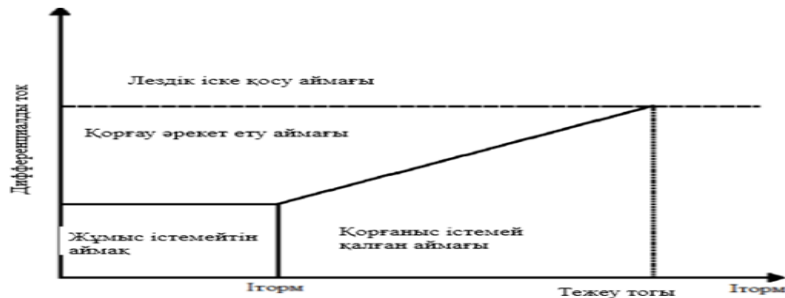 Дифференциалды ток
Лездік іске қосу аймағы
Қорғау әрекет ету аймағы
Жұмыс істемейтін
аймақ
Қорғаныс істемей
қалған аймағы
Iторм
Тежеу тогы
Iторм